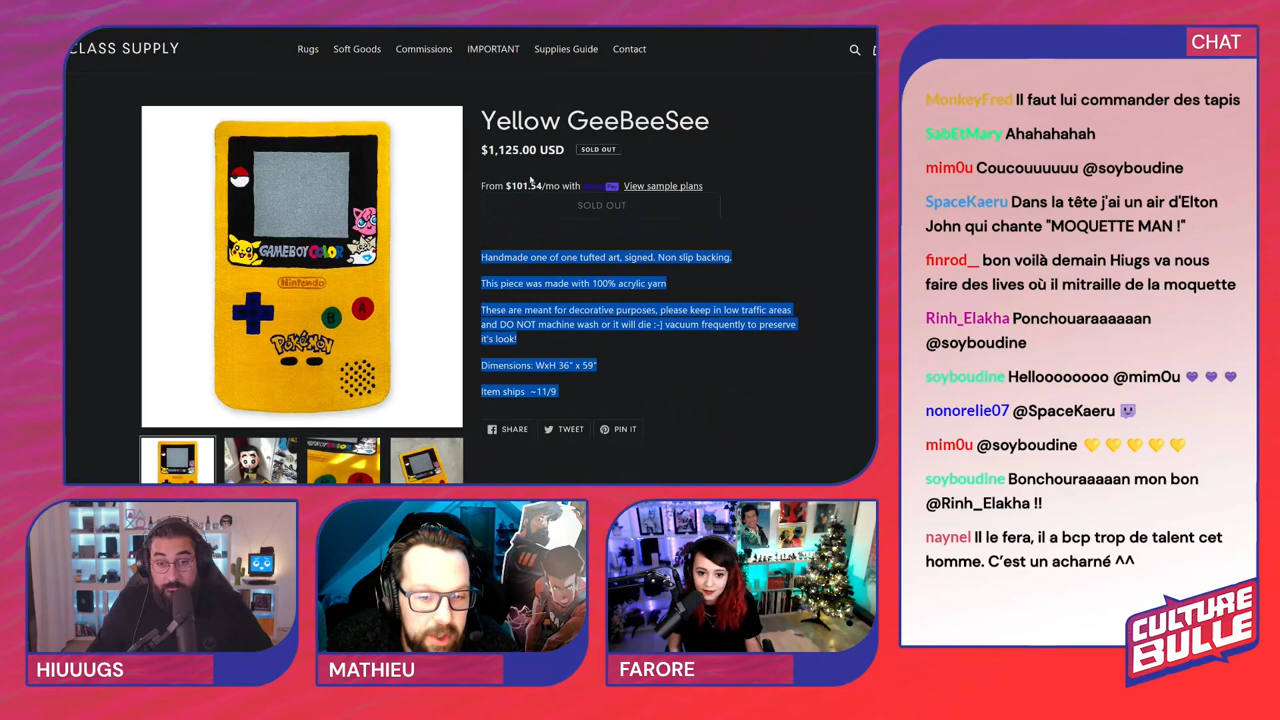 CLASS SUPPLY
Rugs Soft Goods Commissions IMPORTANT Supplies Guide Contact
Yellow GeeBeeSee
$1,125.00 USD SOLD OUT
From $101.54/mo with Pay View sample plans
SOLD OUT
Handmade one of one tufted art, signed. Non slip backing.
This piece was made with 100% acrylic yarn
These are meant for decorative purposes, please keep in low traffic areas
and DO NOT machine wash or it will die :-] vacuum frequently to preserve
it's look!
Dimensions: WxH 36" x 59"
Item ships ~11/9
SHARE TWEET PIN IT
GAMEBOY COLOR
Nintendo
B A
POKéMON
CHAT
MonkeyFred Il faut lui commander des tapis
SabEtMary Ahahahahah
mim0u Coucouuuuuu @soyboudine
SpaceKaeru Dans la tête j'ai un air d'Elton
John qui chante "MOQUETTE MAN !"
finrod__ bon voilà demain Hiugs va nous
faire des lives où il mitraille de la moquette
Rinh_Elakha Ponchouaraaaaan
@soyboudine
soyboudine Helloooooooo @mim0u 💜 💜 💜
nonorelie07 @SpaceKaeru
mim0u @soyboudine 💛 💛 💛 💛 💛
soyboudine Bonchouraaaaan mon bon
@Rinh_Elakha !!
naynel Il le fera, il a bcp trop de talent cet
homme. C'est un acharné ^^
HIUUUGS
MATHIEU
FARORE
CULTURE
BULLE